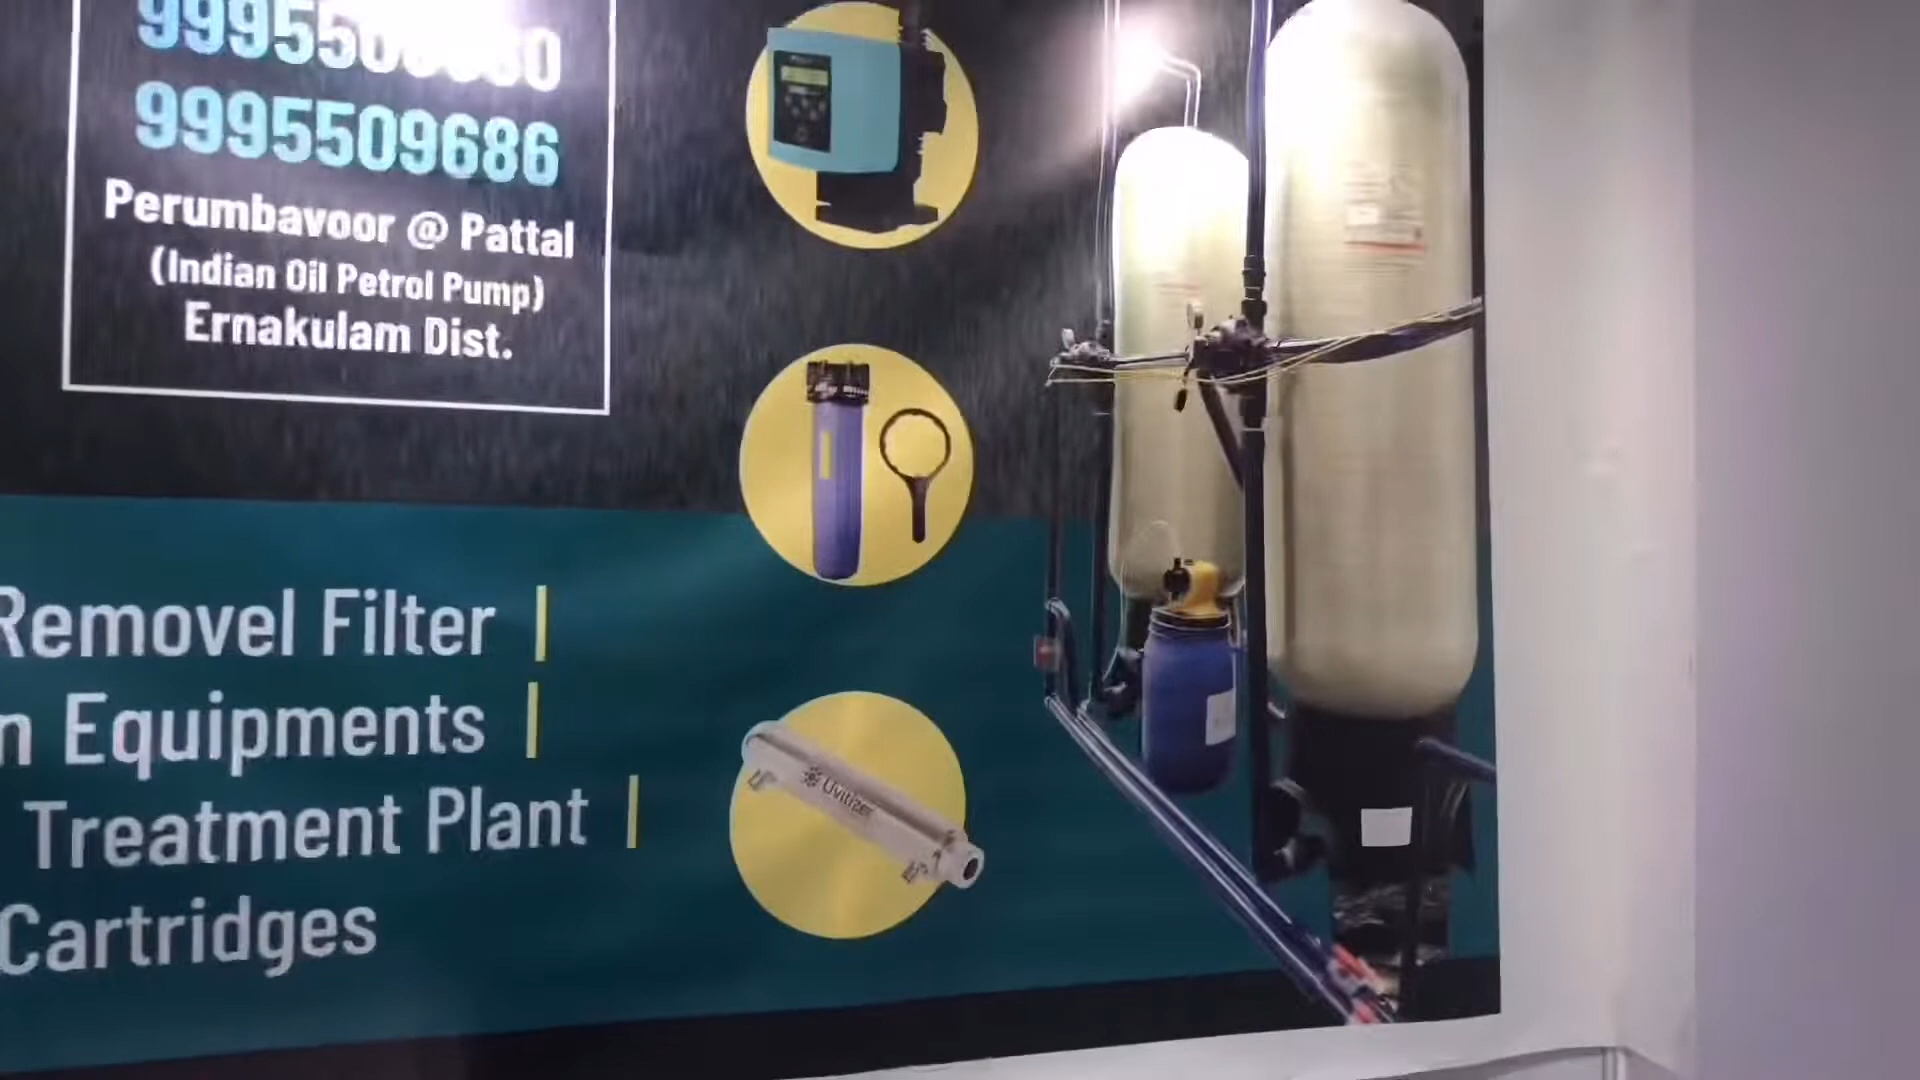 9995509686
Perumbavoor @ Pattal
(Indian Oil Petrol Pump)
Ernakulam Dist.
Removel Filter |
Equipments |
Treatment Plant |
Cartridges
Uvitizer